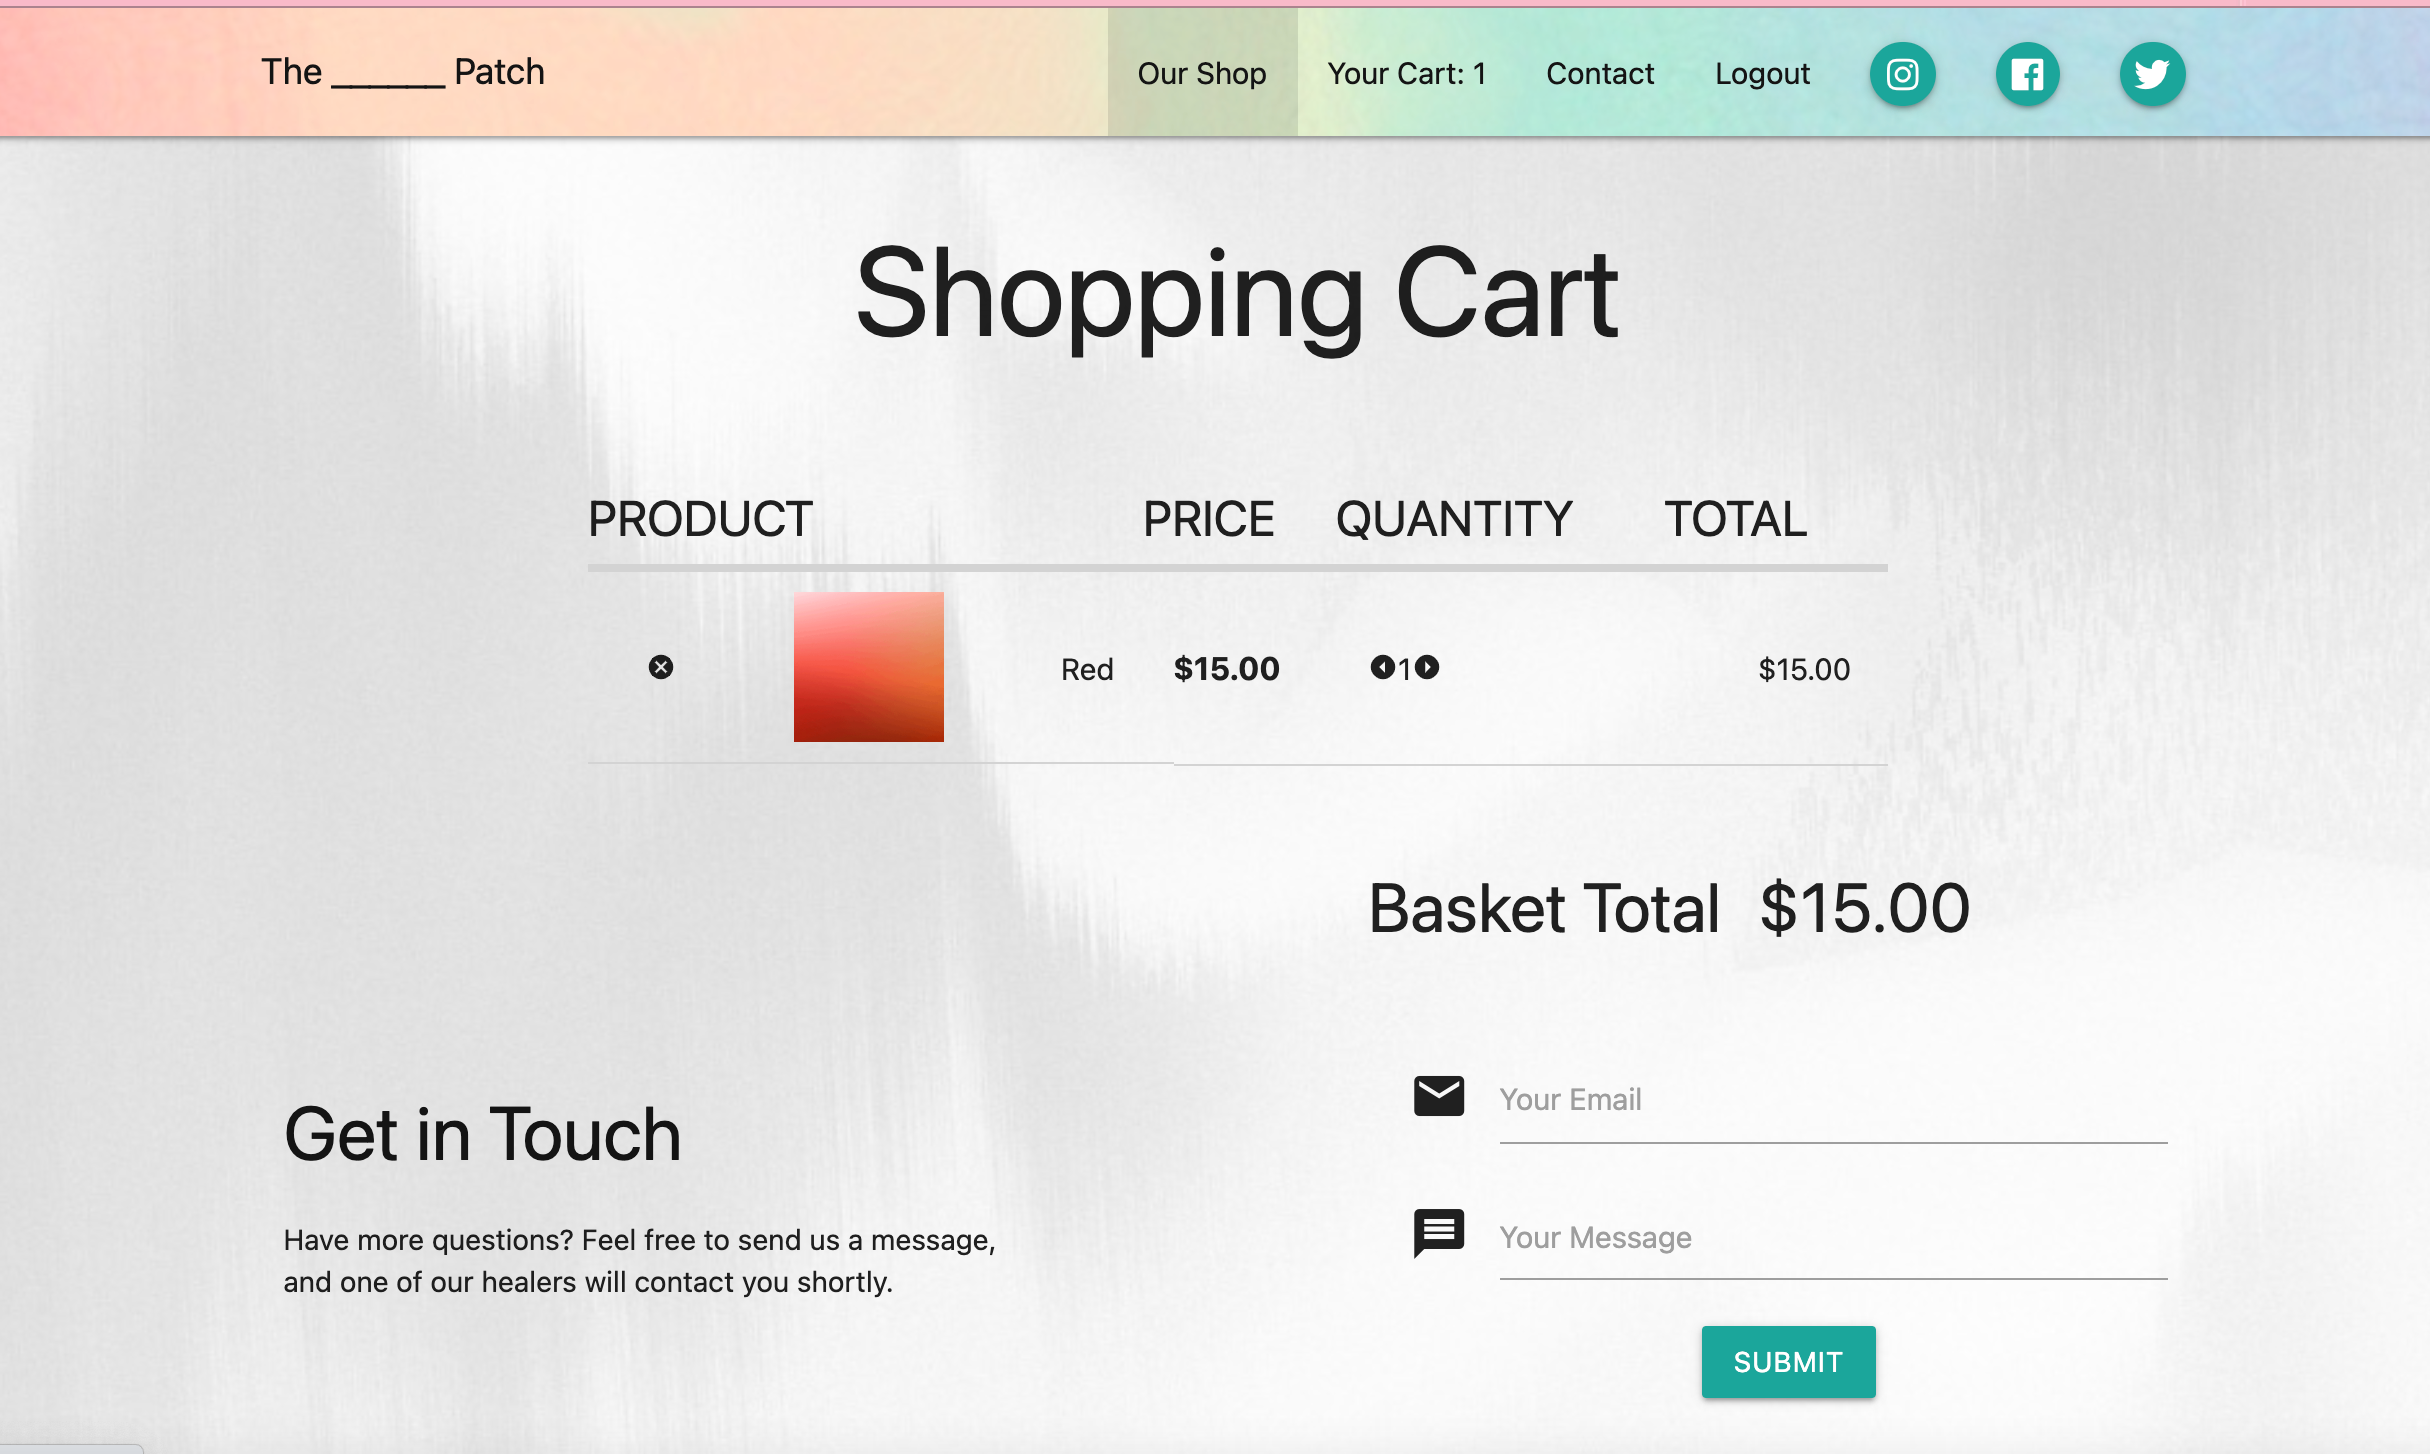 The ______ Patch
Our Shop
Your Cart: 1
Contact
Logout
Shopping Cart
PRODUCT PRICE QUANTITY TOTAL
Red $15.00 1 $15.00
Basket Total $15.00
Get in Touch
Have more questions? Feel free to send us a message,
and one of our healers will contact you shortly.
Your Email
Your Message
SUBMIT